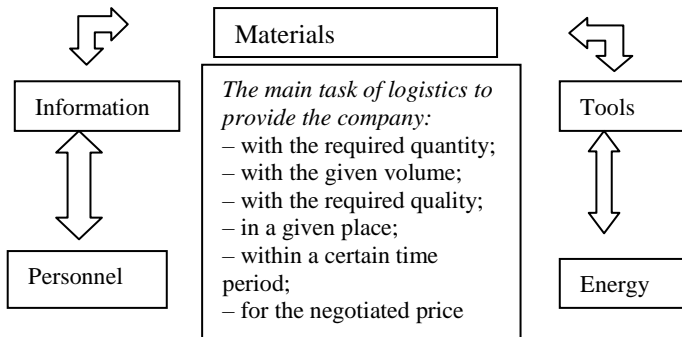 Materials
Information
Tools
The main task of logistics to
provide the company:
– with the required quantity;
– with the given volume;
– with the required quality;
– in a given place;
– within a certain time
period;
– for the negotiated price
Personnel
Energy